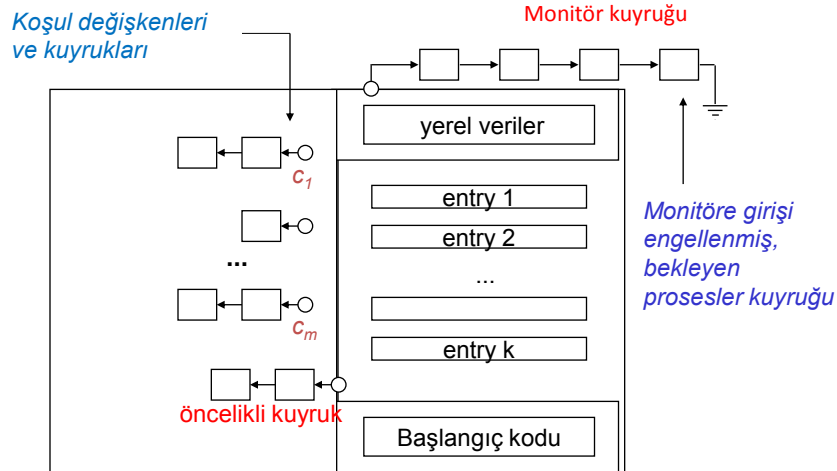 Koşul değişkenleri
ve kuyrukları
Monitör kuyruğu
yerel veriler
c1
entry 1
entry 2
Monitöre girişi
engellenmiş,
bekleyen
prosesler kuyruğu
...
...
cm
entry k
öncelikli kuyruk
Başlangıç kodu